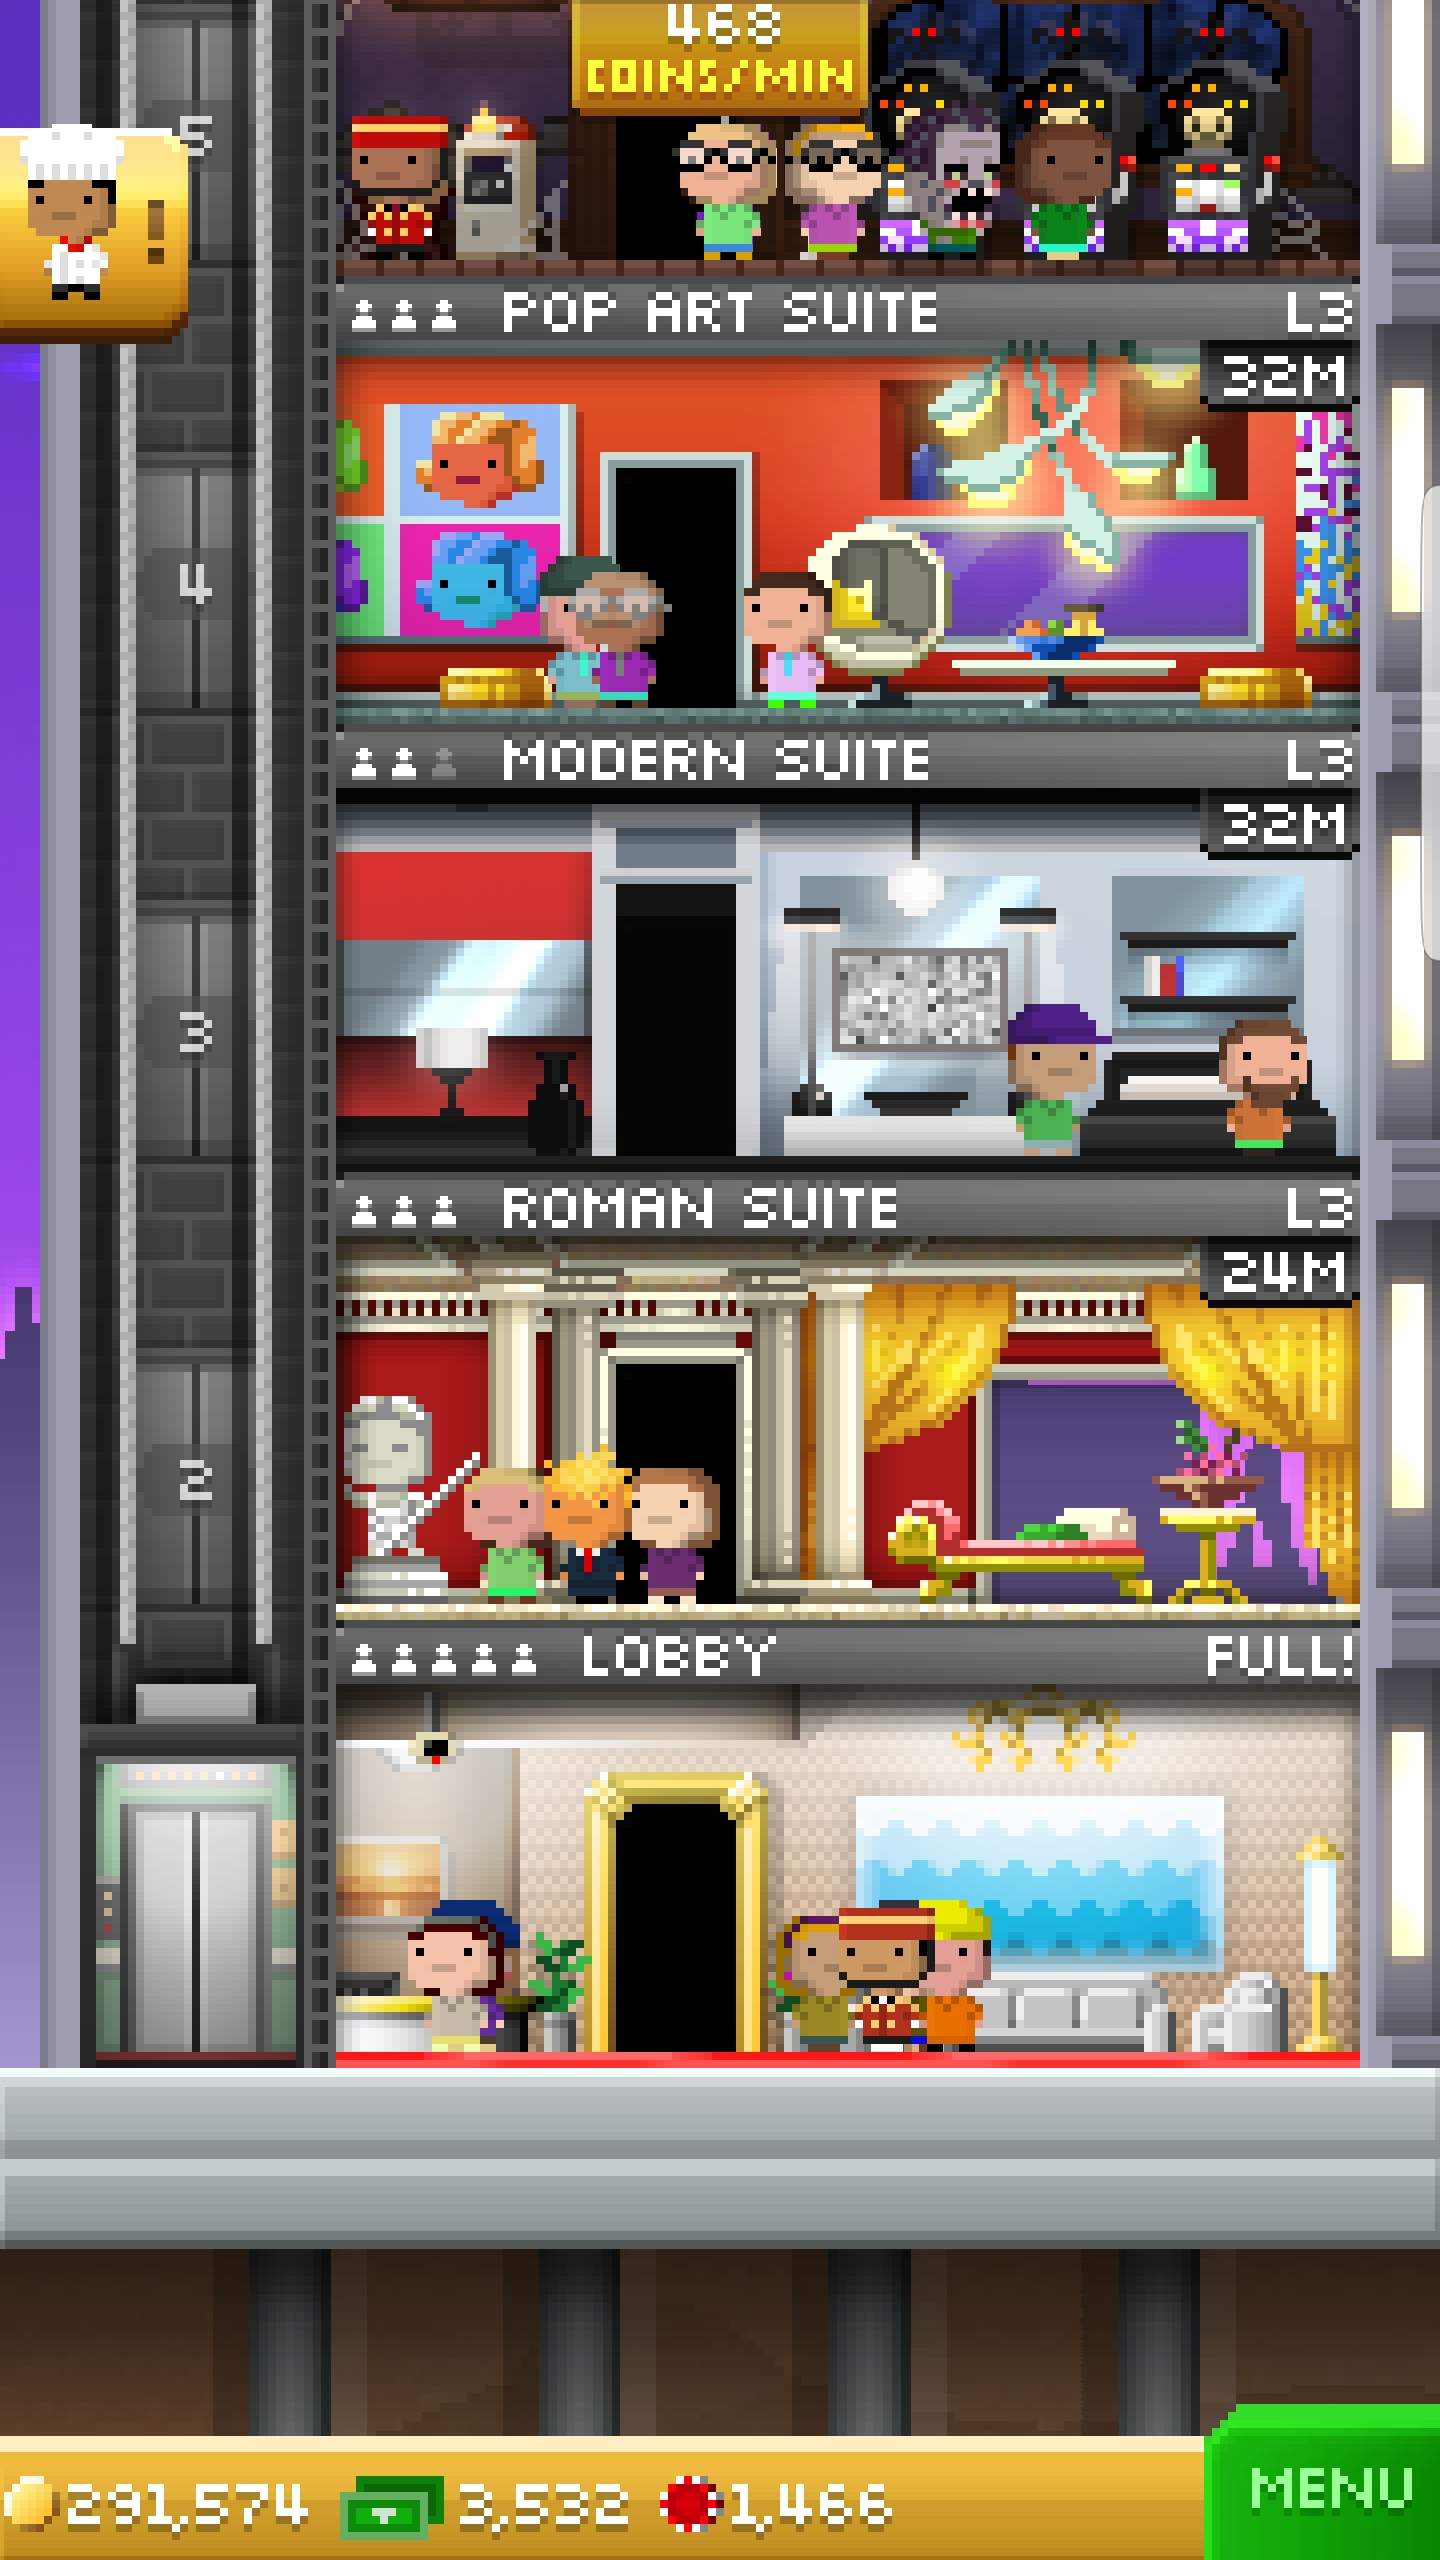 468
COINS/MIN
5
!
POP ART SUITE L3
32M
4
MODERN SUITE L3
32M
3
ROMAN SUITE L3
24M
2
LOBBY FULL!
291,574 3,532 1,466 MENU